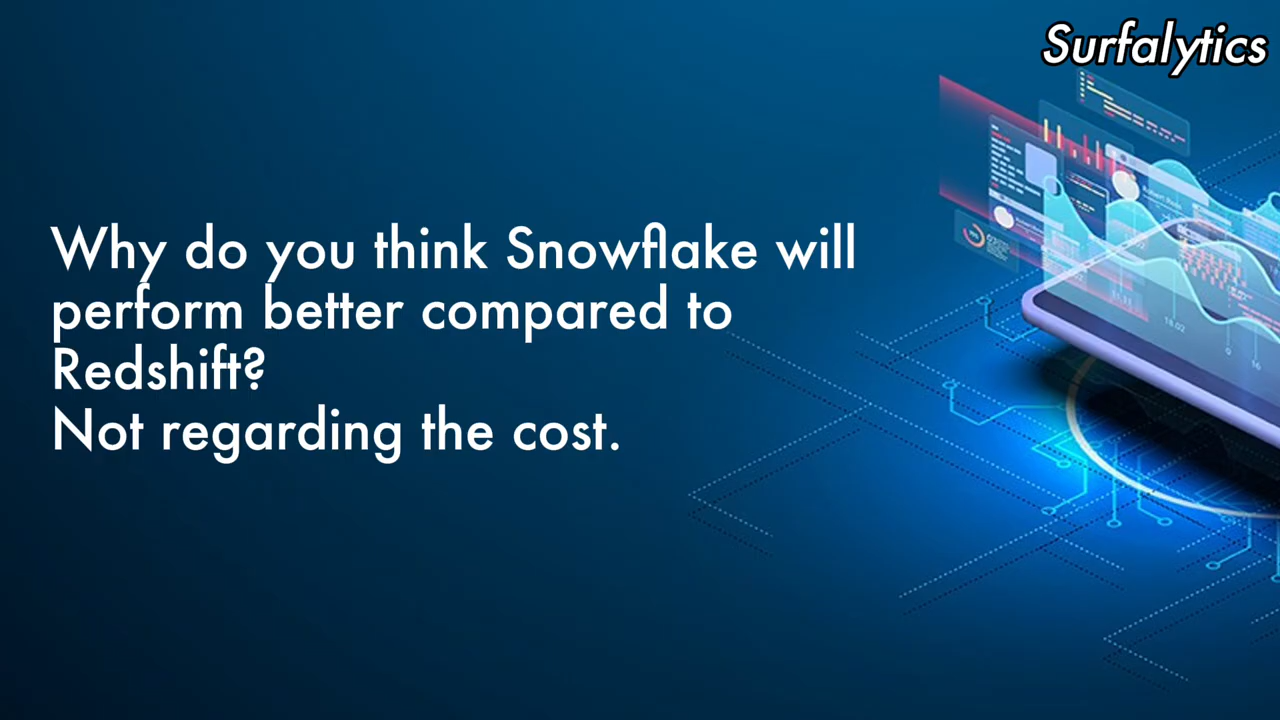 Surfalytics
Why do you think Snowflake will
perform better compared to
Redshift?
Not regarding the cost.